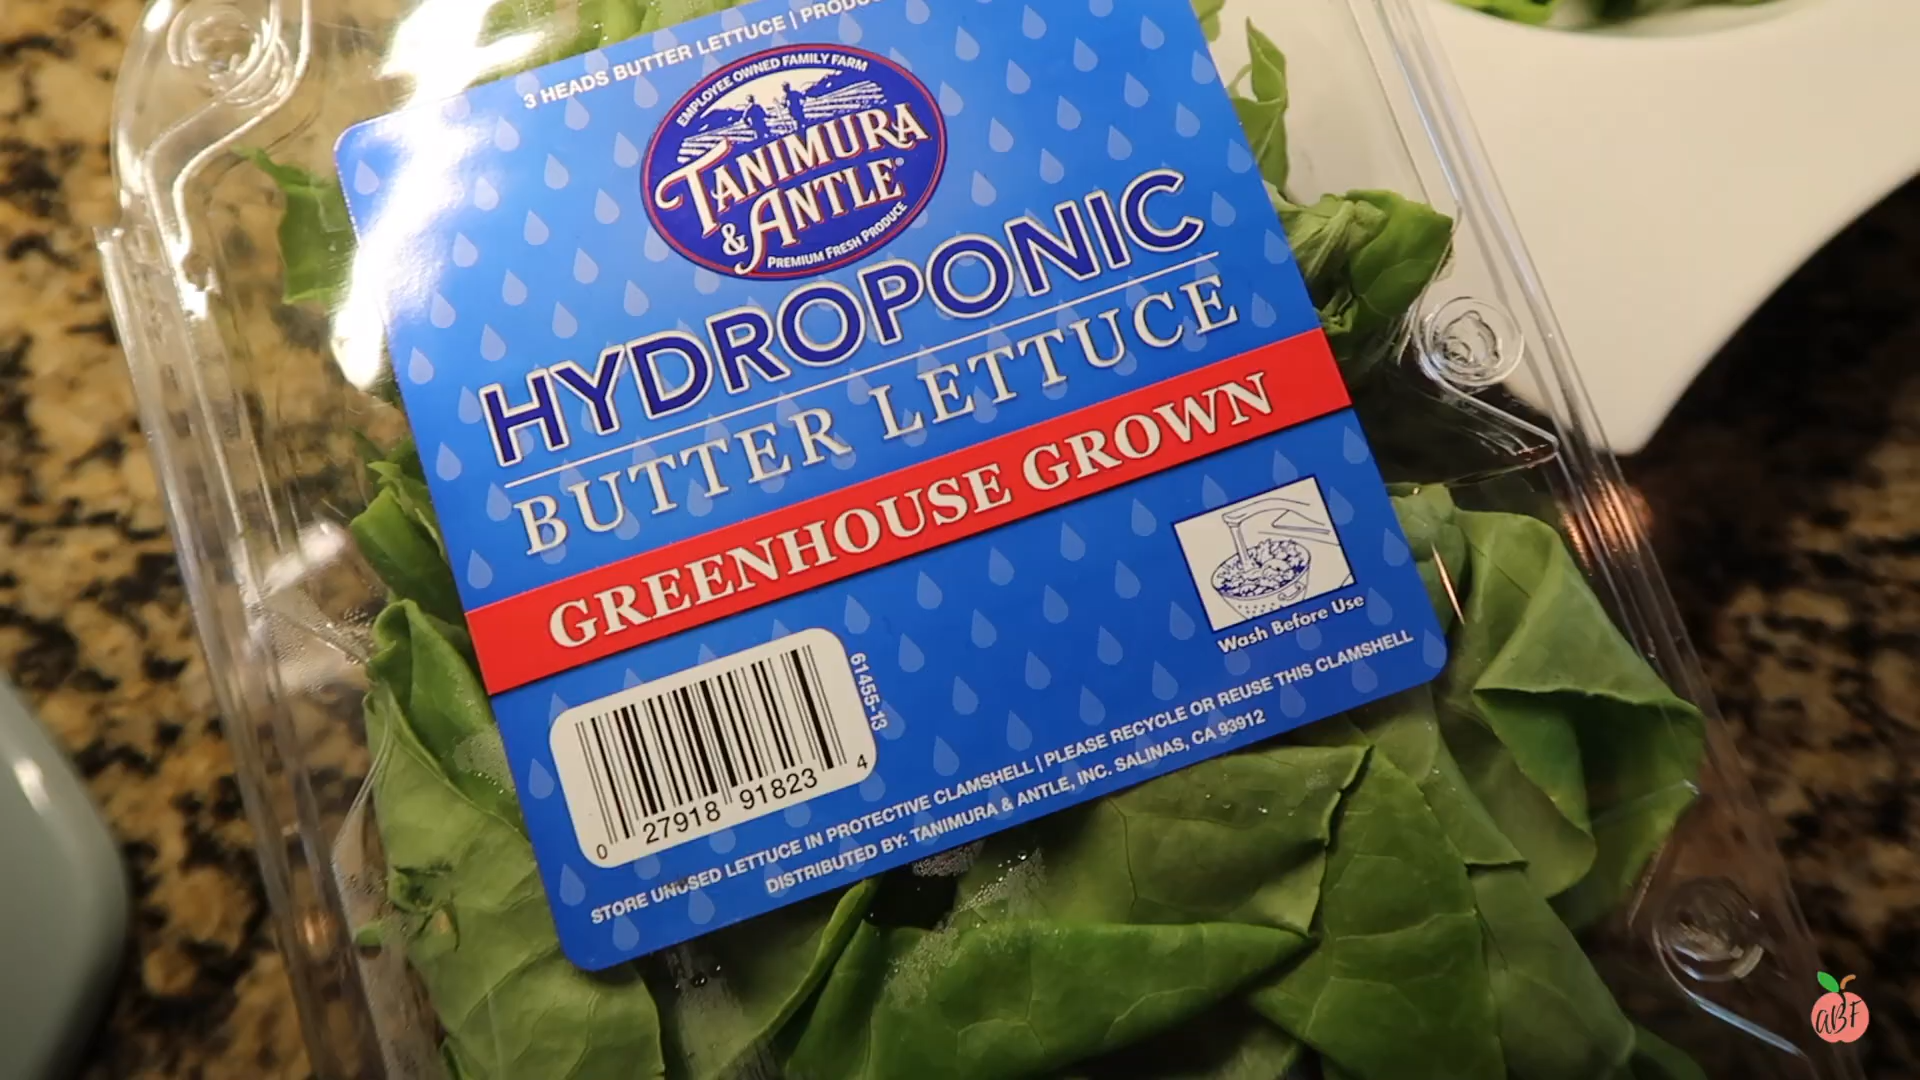 3 HEADS BUTTER LETTUCE |
EMPLOYEE OWNED FAMILY FARM
TANIMURA
& ANTLE®
PREMIUM FRESH PRODUCE
HYDROPONIC
BUTTER LETTUCE
GREENHOUSE GROWN
Wash Before Use
61455-13
0 27918 91823 4
STORE UNUSED LETTUCE IN PROTECTIVE CLAMSHELL | PLEASE RECYCLE OR REUSE THIS CLAMSHELL
DISTRIBUTED BY: TANIMURA & ANTLE, INC. SALINAS, CA 93912
aBF